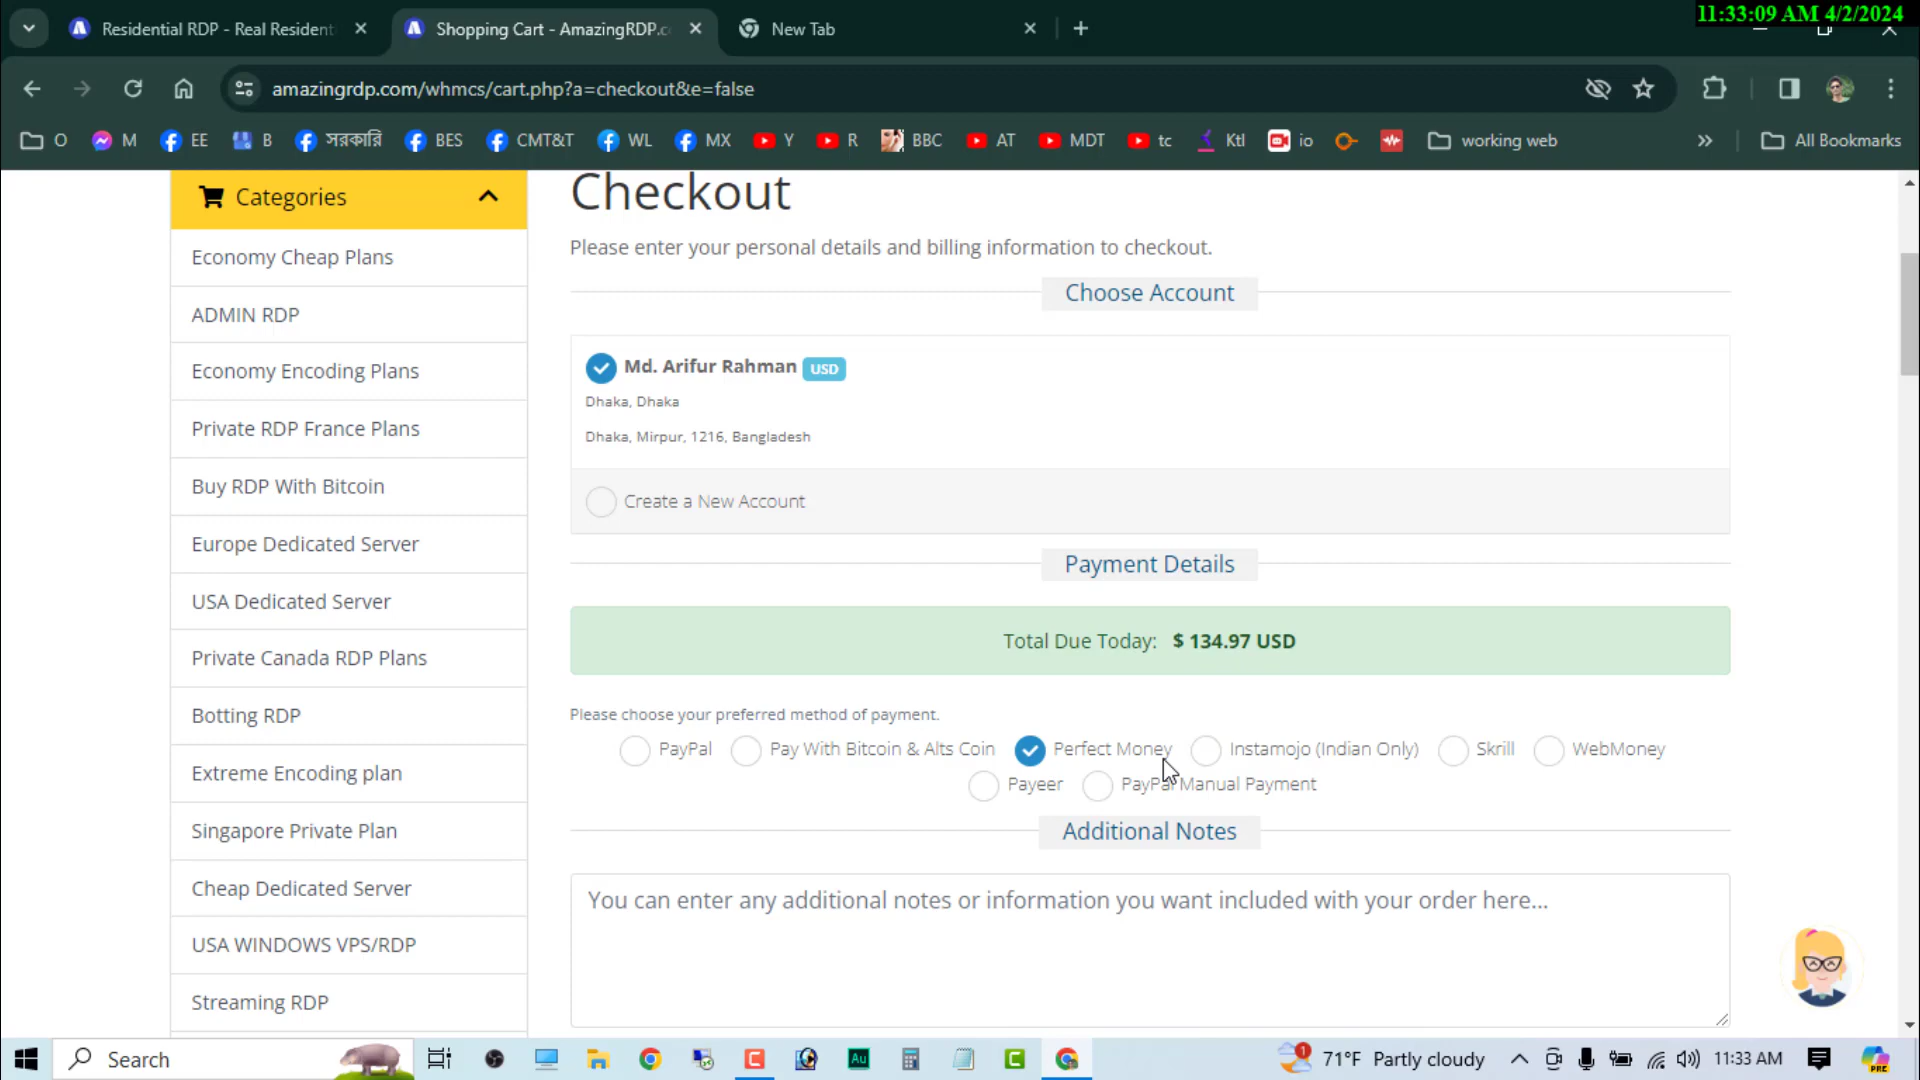 11:33:09 AM 4/2/2024
Residential RDP - Real Resident
Shopping Cart - AmazingRDP.c
New Tab
amazingrdp.com/whmcs/cart.php?a=checkout&e=false
O
M
EE
B
সরকারি
BES
CMT&T
WL
MX
Y
R
BBC
AT
MDT
tc
Ktl
io
working web
All Bookmarks
Categories
Economy Cheap Plans
ADMIN RDP
Economy Encoding Plans
Private RDP France Plans
Buy RDP With Bitcoin
Europe Dedicated Server
USA Dedicated Server
Private Canada RDP Plans
Botting RDP
Extreme Encoding plan
Singapore Private Plan
Cheap Dedicated Server
USA WINDOWS VPS/RDP
Streaming RDP
Checkout
Please enter your personal details and billing information to checkout.
Choose Account
Md. Arifur Rahman USD
Dhaka, Dhaka
Dhaka, Mirpur, 1216, Bangladesh
Create a New Account
Payment Details
Total Due Today: $ 134.97 USD
Please choose your preferred method of payment.
PayPal Pay With Bitcoin & Alts Coin Perfect Money Instamojo (Indian Only) Skrill WebMoney
Payeer PayPal Manual Payment
Additional Notes
You can enter any additional notes or information you want included with your order here...
Search
Au
C
C
1
71°F Partly cloudy
11:33 AM
PRE